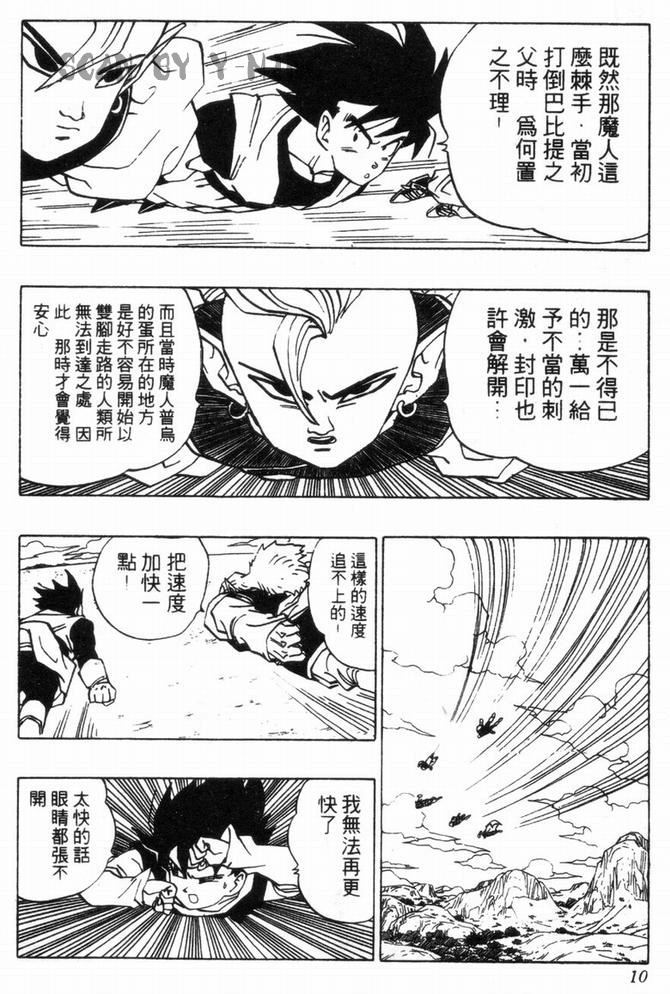 SCAN BY Y
既然那魔人這
麼棘手．當初
打倒巴比提之
父時　爲何置
之不理！
那是不得已
的…萬一給
予不當的刺
激．封印也
許會解開…
而且當時魔人普烏
的蛋所在的地方
是好不容易開始以
雙腳走路的人類所
無法到達之處　因
此　那時才會覺得
安心
這樣的速度
追不上的！
把速度
加快一
點！
我無法再更
快了
太快的話
眼睛都張不
開
10